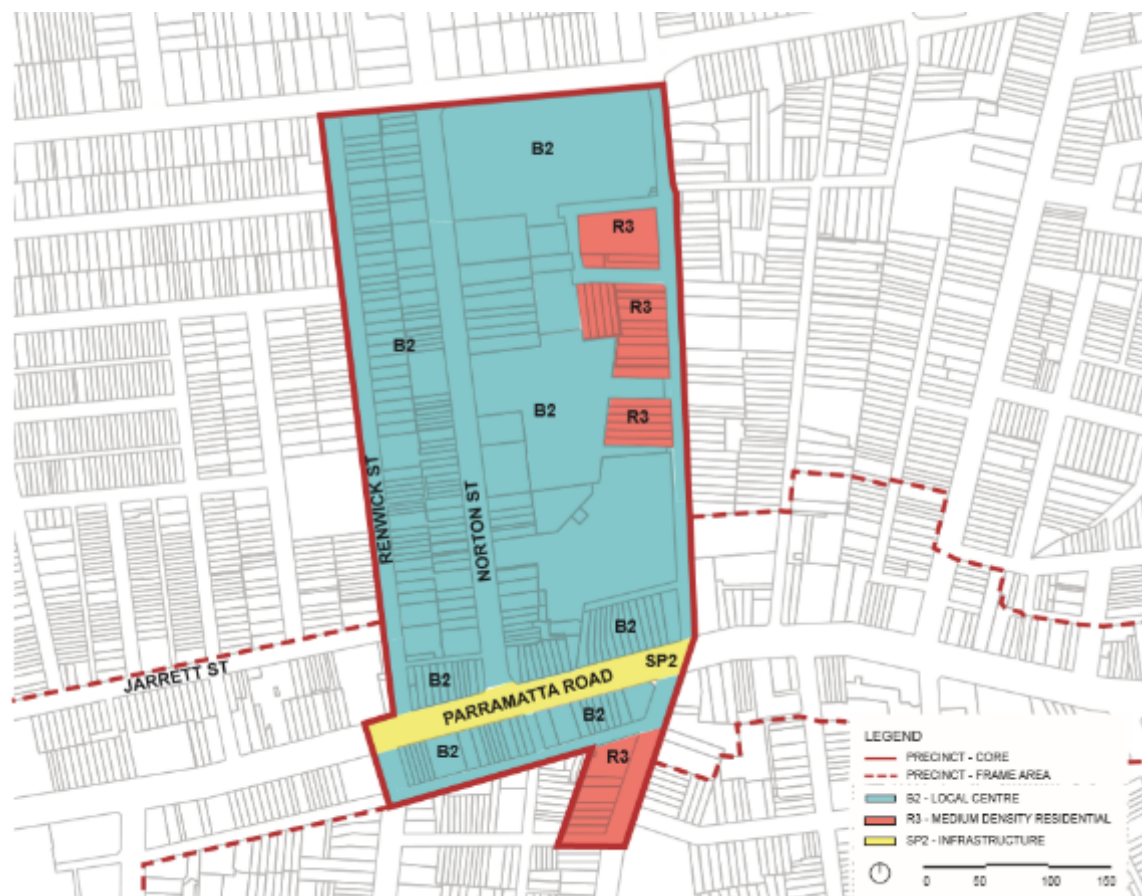 B2
R3
R3
B2
B2
R3
RENWICK ST
NORTON ST
B2
SP2
JARRETT ST
B2
PARRAMATTA ROAD
B2
B2
R3
LEGEND
PRECINCT - CORE
PRECINCT - FRAME AREA
B2 - LOCAL CENTRE
R3 - MEDIUM DENSITY RESIDENTIAL
SP2 - INFRASTRUCTURE
0 50 100 150